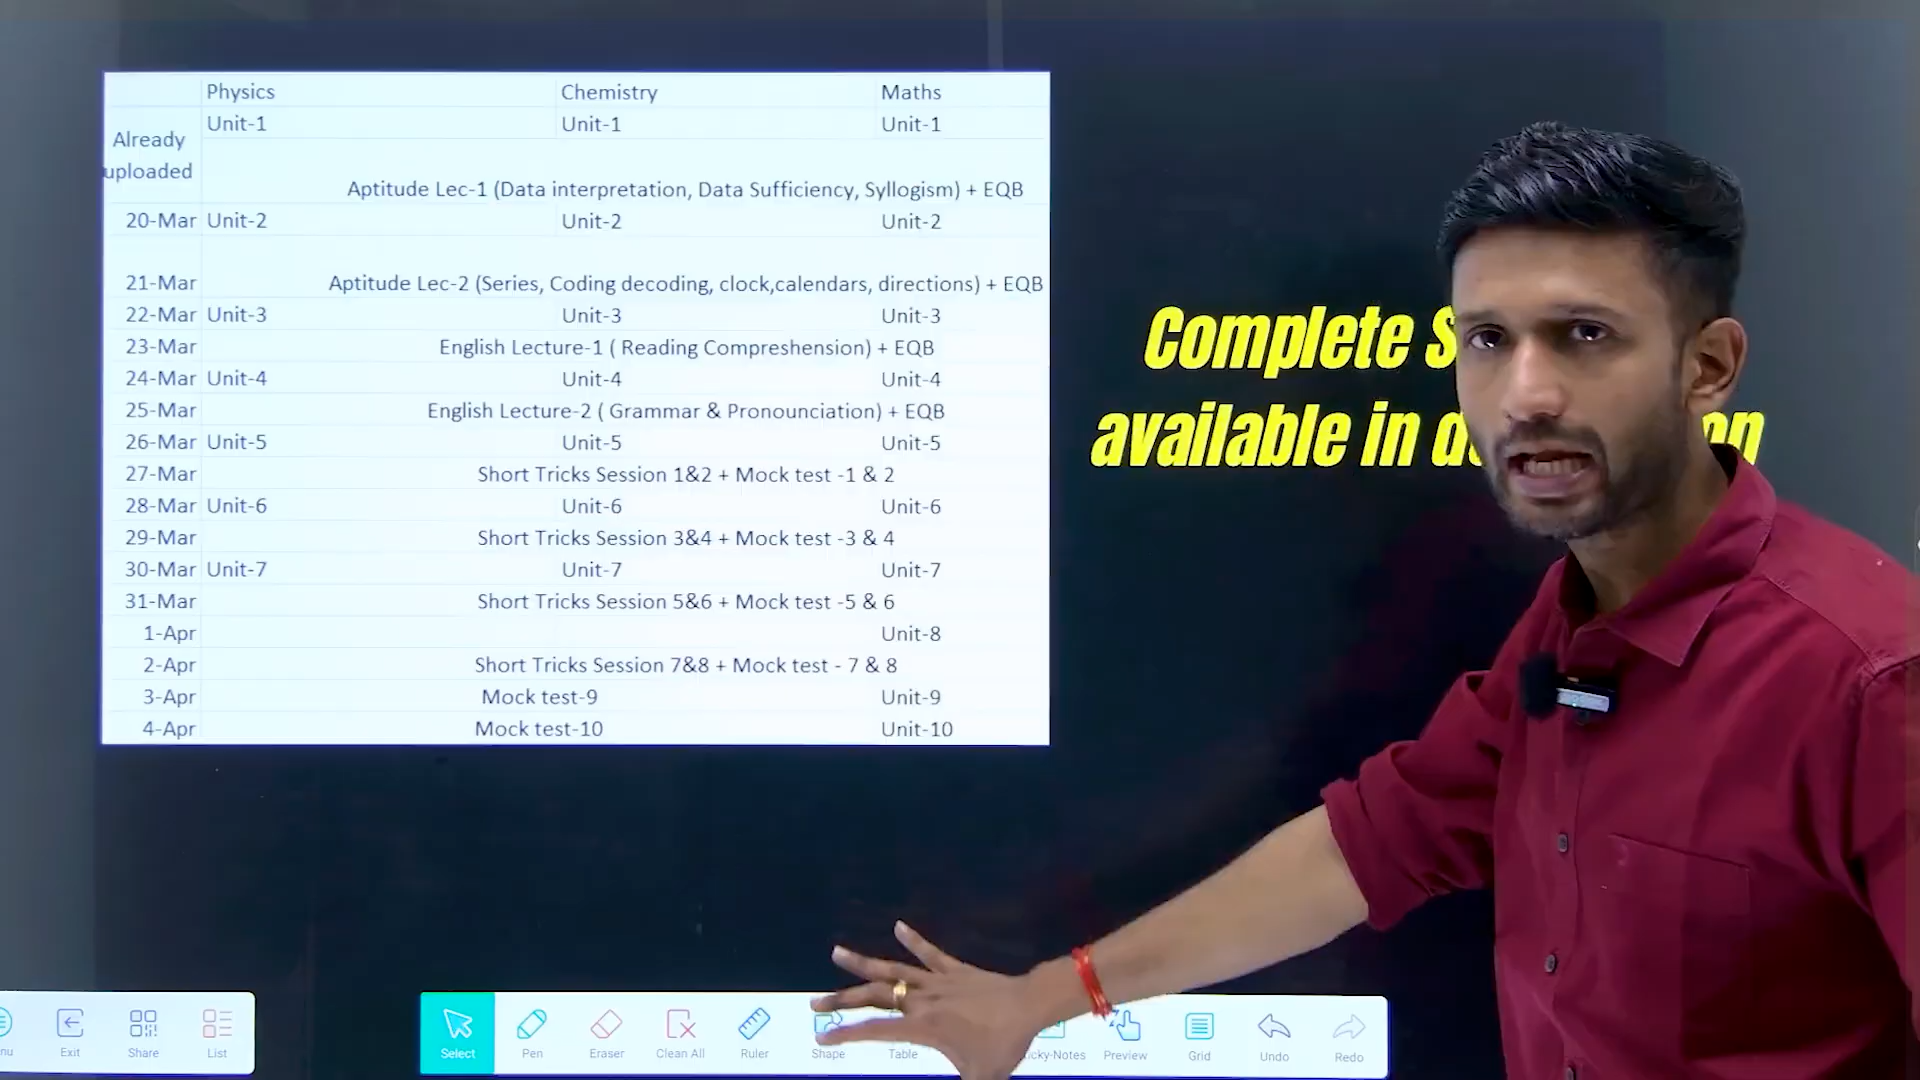 Physics Chemistry Maths
Already uploaded
Unit-1 Unit-1 Unit-1
Aptitude Lec-1 (Data interpretation, Data Sufficiency, Syllogism) + EQB
20-Mar Unit-2 Unit-2 Unit-2
21-Mar Aptitude Lec-2 (Series, Coding decoding, clock,calendars, directions) + EQB
22-Mar Unit-3 Unit-3 Unit-3
23-Mar English Lecture-1 ( Reading Compreshension) + EQB
24-Mar Unit-4 Unit-4 Unit-4
25-Mar English Lecture-2 ( Grammar & Pronounciation) + EQB
26-Mar Unit-5 Unit-5 Unit-5
27-Mar Short Tricks Session 1&2 + Mock test -1 & 2
28-Mar Unit-6 Unit-6 Unit-6
29-Mar Short Tricks Session 3&4 + Mock test -3 & 4
30-Mar Unit-7 Unit-7 Unit-7
31-Mar Short Tricks Session 5&6 + Mock test -5 & 6
1-Apr Unit-8
2-Apr Short Tricks Session 7&8 + Mock test - 7 & 8
3-Apr Mock test-9 Unit-9
4-Apr Mock test-10 Unit-10
Complete
available in
Exit Share List Select Pen Eraser Clean All Ruler Shape Table Preview Grid Undo Redo